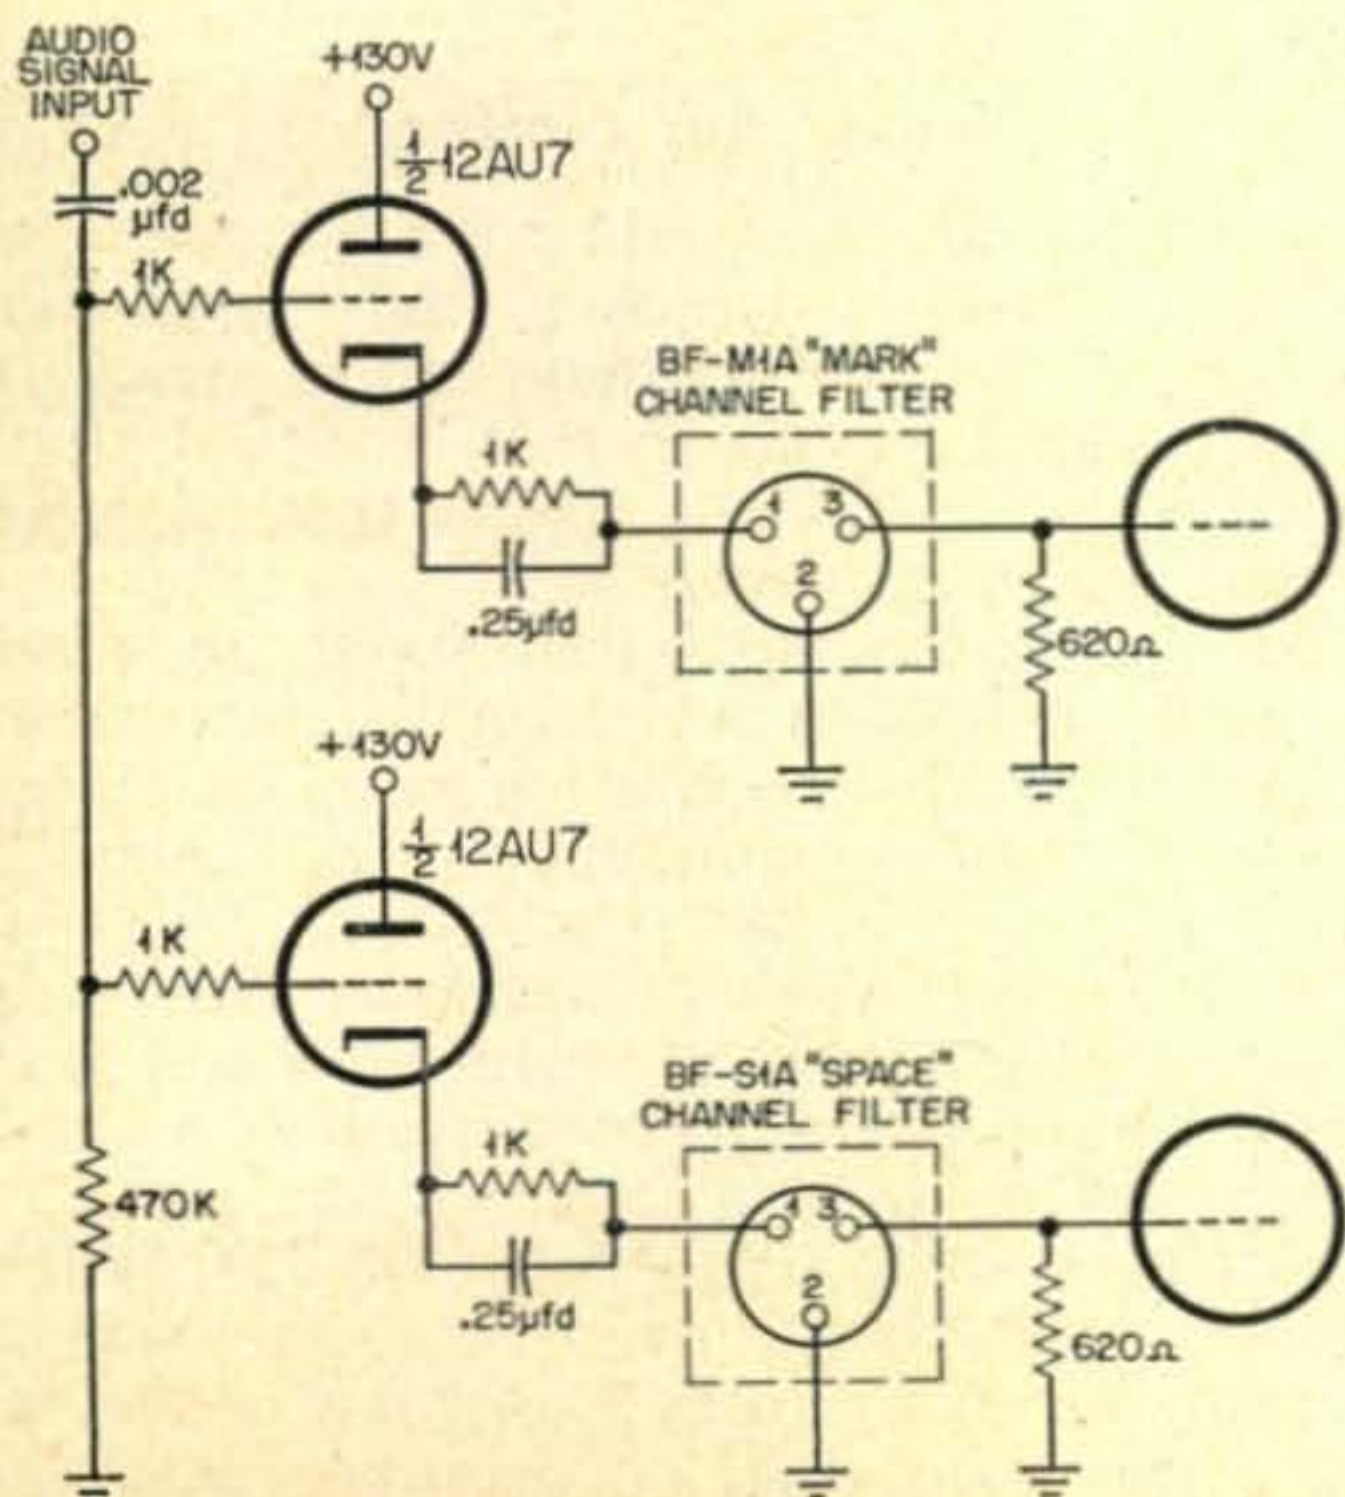 AUDIO
SIGNAL
INPUT
+130V
1/2 12AU7
.002
µfd
1K
BF-M1A "MARK"
CHANNEL FILTER
1K
1 3
2
.25µfd
620Ω
+130V
1/2 12AU7
1K
BF-S1A "SPACE"
CHANNEL FILTER
1K
470K
1 3
2
.25µfd
620Ω